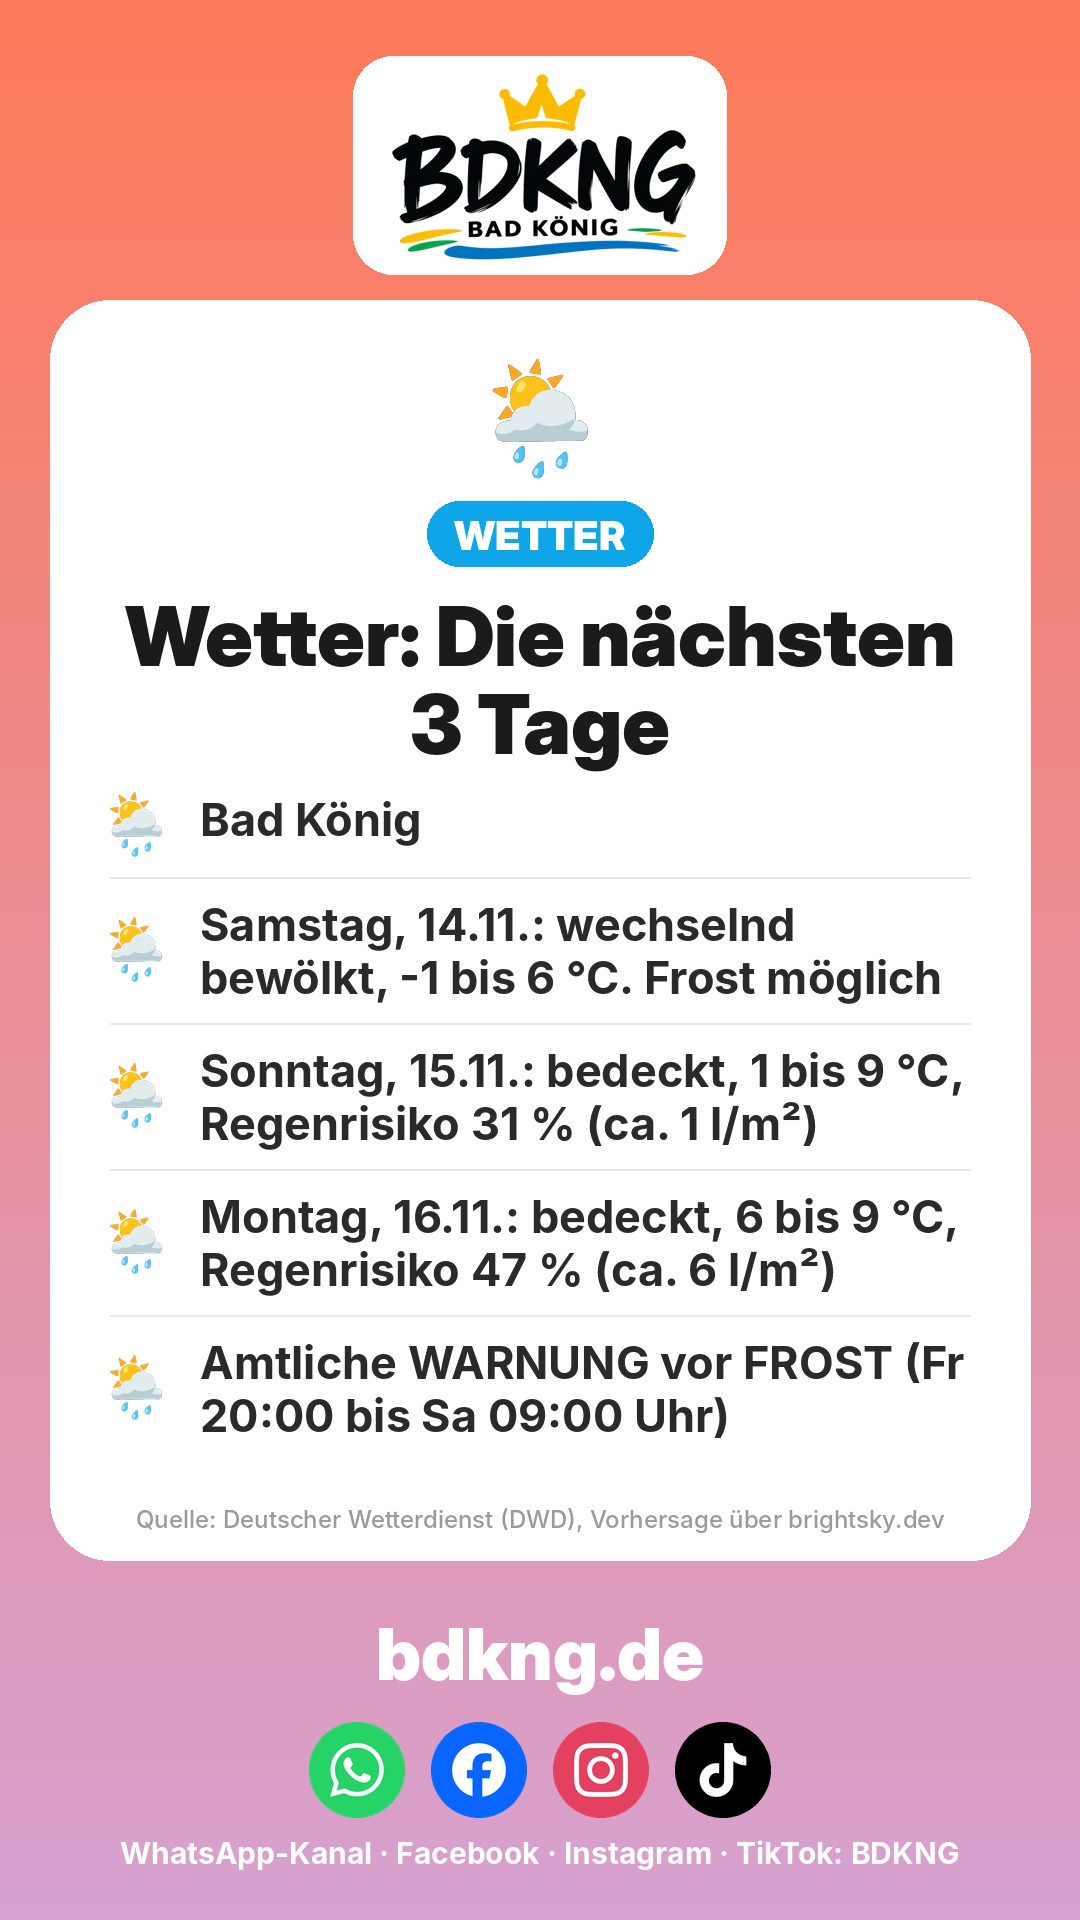 BDKNG
BAD KÖNIG
WETTER
Wetter: Die nächsten
3 Tage
Bad König
Samstag, 14.11.: wechselnd
bewölkt, -1 bis 6 °C. Frost möglich
Sonntag, 15.11.: bedeckt, 1 bis 9 °C,
Regenrisiko 31 % (ca. 1 l/m²)
Montag, 16.11.: bedeckt, 6 bis 9 °C,
Regenrisiko 47 % (ca. 6 l/m²)
Amtliche WARNUNG vor FROST (Fr
20:00 bis Sa 09:00 Uhr)
Quelle: Deutscher Wetterdienst (DWD), Vorhersage über brightsky.dev
bdkng.de
WhatsApp-Kanal · Facebook · Instagram · TikTok: BDKNG